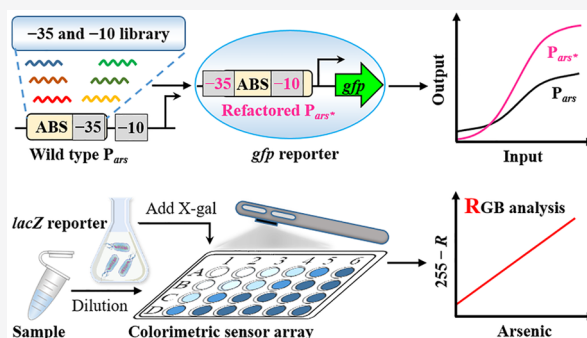 −35 and −10 library
ABS −35 −10
Wild type Pars
−35 ABS −10 gfp
Refactored Pars*
gfp reporter
Output
Pars*
Pars
Input
lacZ reporter
Add X-gal
Dilution
Sample
1 2 3 4 5 6
A
B
C
D
Colorimetric sensor array
RGB analysis
255 − R
Arsenic